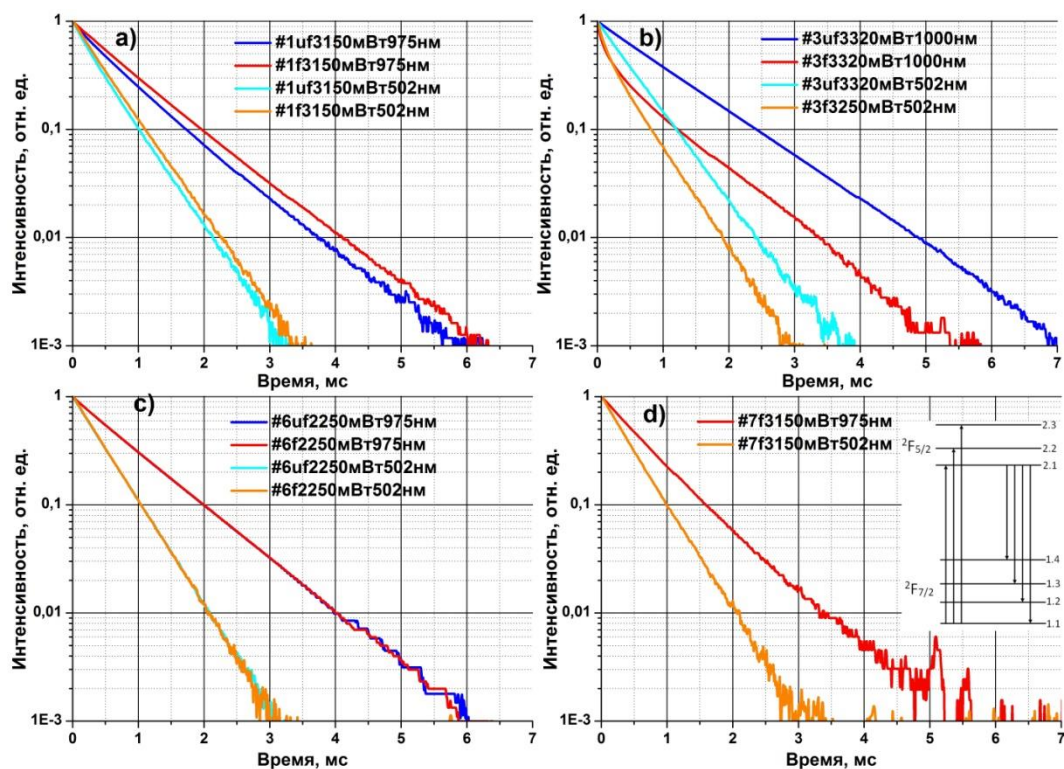 a)
#1uf3150мВт975нм
#1f3150мВт975нм
#1uf3150мВт502нм
#1f3150мВт502нм
Интенсивность, отн. ед.
1
0,1
0,01
1E-3
0 1 2 3 4 5 6 7
Время, мс
b)
#3uf3320мВт1000нм
#3f3320мВт1000нм
#3uf3320мВт502нм
#3f3250мВт502нм
Интенсивность, отн. ед.
1
0,1
0,01
1E-3
0 1 2 3 4 5 6 7
Время, мс
c)
#6uf2250мВт975нм
#6f2250мВт975нм
#6uf2250мВт502нм
#6f2250мВт502нм
Интенсивность, отн. ед.
1
0,1
0,01
1E-3
0 1 2 3 4 5 6 7
Время, мс
d)
#7f3150мВт975нм
#7f3150мВт502нм
Интенсивность, отн. ед.
1
0,1
0,01
1E-3
0 1 2 3 4 5 6 7
Время, мс
2.3
²F₅/₂
2.2
2.1
1.4
1.3
²F₇/₂
1.2
1.1